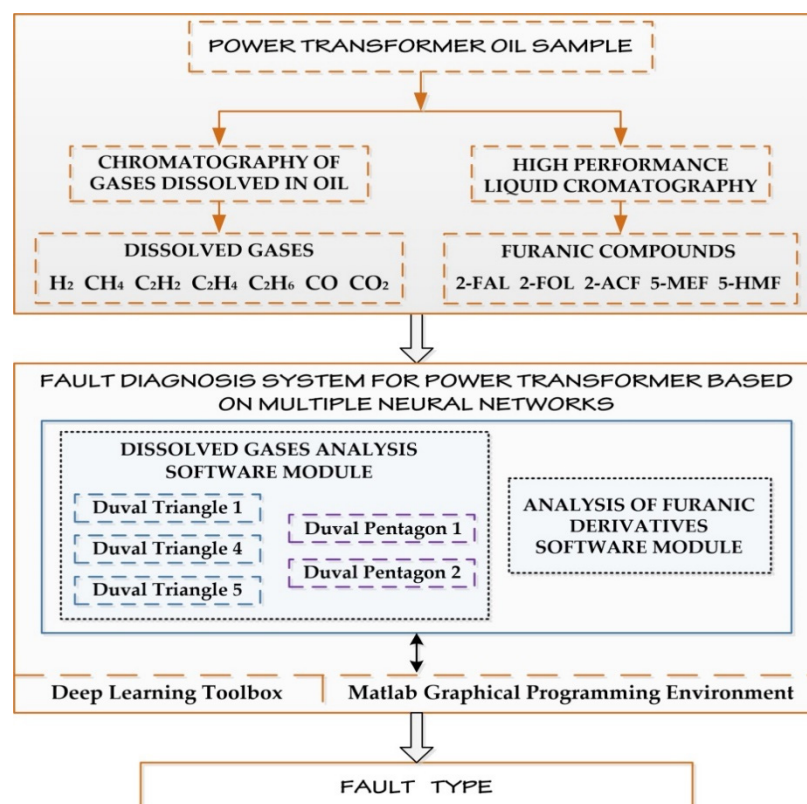 POWER TRANSFORMER OIL SAMPLE
CHROMATOGRAPHY OF
GASES DISSOLVED IN OIL
HIGH PERFORMANCE
LIQUID CROMATOGRAPHY
DISSOLVED GASES
H₂ CH₄ C₂H₂ C₂H₄ C₂H₆ CO CO₂
FURANIC COMPOUNDS
2-FAL 2-FOL 2-ACF 5-MEF 5-HMF
FAULT DIAGNOSIS SYSTEM FOR POWER TRANSFORMER BASED
ON MULTIPLE NEURAL NETWORKS
DISSOLVED GASES ANALYSIS
SOFTWARE MODULE
Duval Triangle 1
Duval Triangle 4
Duval Triangle 5
Duval Pentagon 1
Duval Pentagon 2
ANALYSIS OF FURANIC
DERIVATIVES
SOFTWARE MODULE
Deep Learning Toolbox
Matlab Graphical Programming Environment
FAULT TYPE